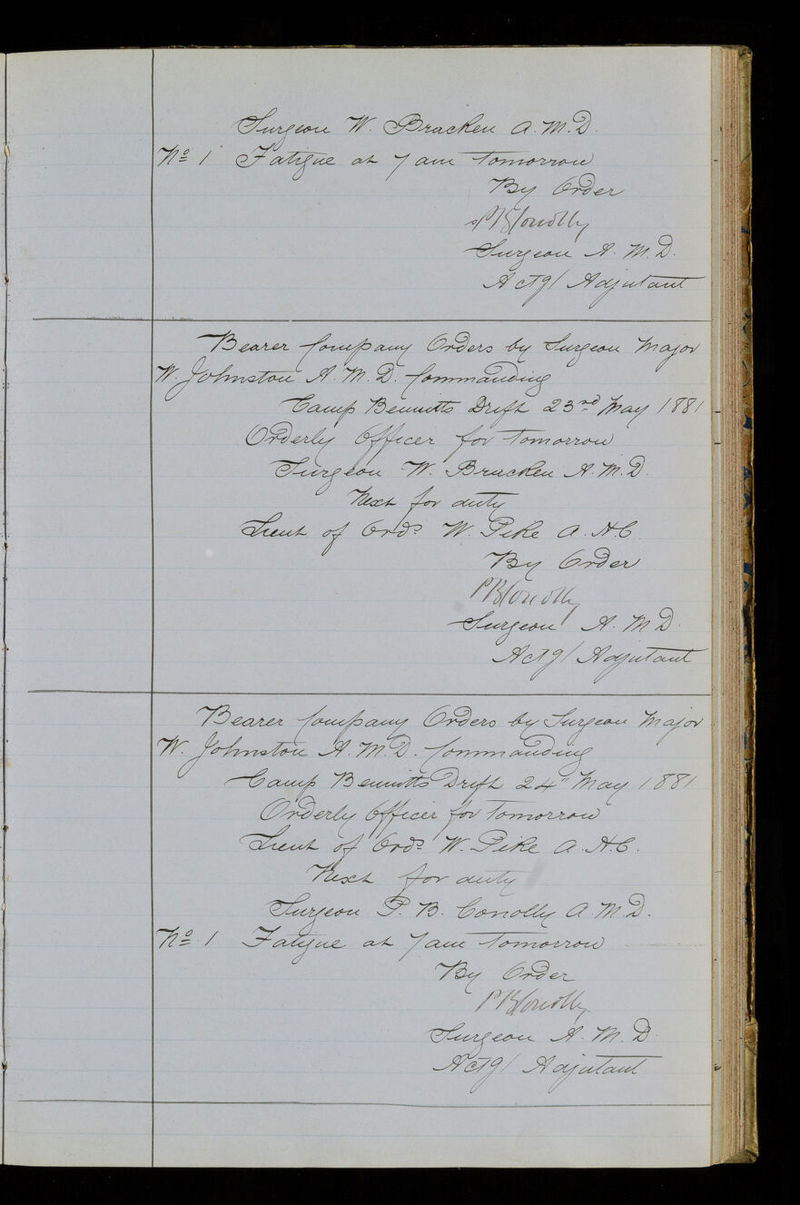 Surgeon W. Bracken A.M.D.
No 1 Fatigue at 7 am Tomorrow
By Order
PBConolly
Surgeon A.M.D.
Actg/ Adjutant
Bearer Company Orders by Surgeon Major
W. Johnston A.M.D. Commanding
Camp Bennetts Drift 23rd May 1881
Orderly Officer for Tomorrow
Surgeon W. Bracken A.M.D.
Next for duty
Lieut of Ords W. Pike A.H.C
By Order
PBConolly
Surgeon A.M.D.
Actg/ Adjutant
Bearer Company Orders by Surgeon Major
W. Johnston A.M.D. Commanding
Camp Bennitts Drift 24th May 1881
Orderly Officer for Tomorrow
Lieut of Ords W. Pike A.H.C.
Next for duty
Surgeon P. B. Conolly A.M.D.
No 1 Fatigue at 7 am Tomorrow
By Order
PBConolly
Surgeon A.M.D
Actg/ Adjutant